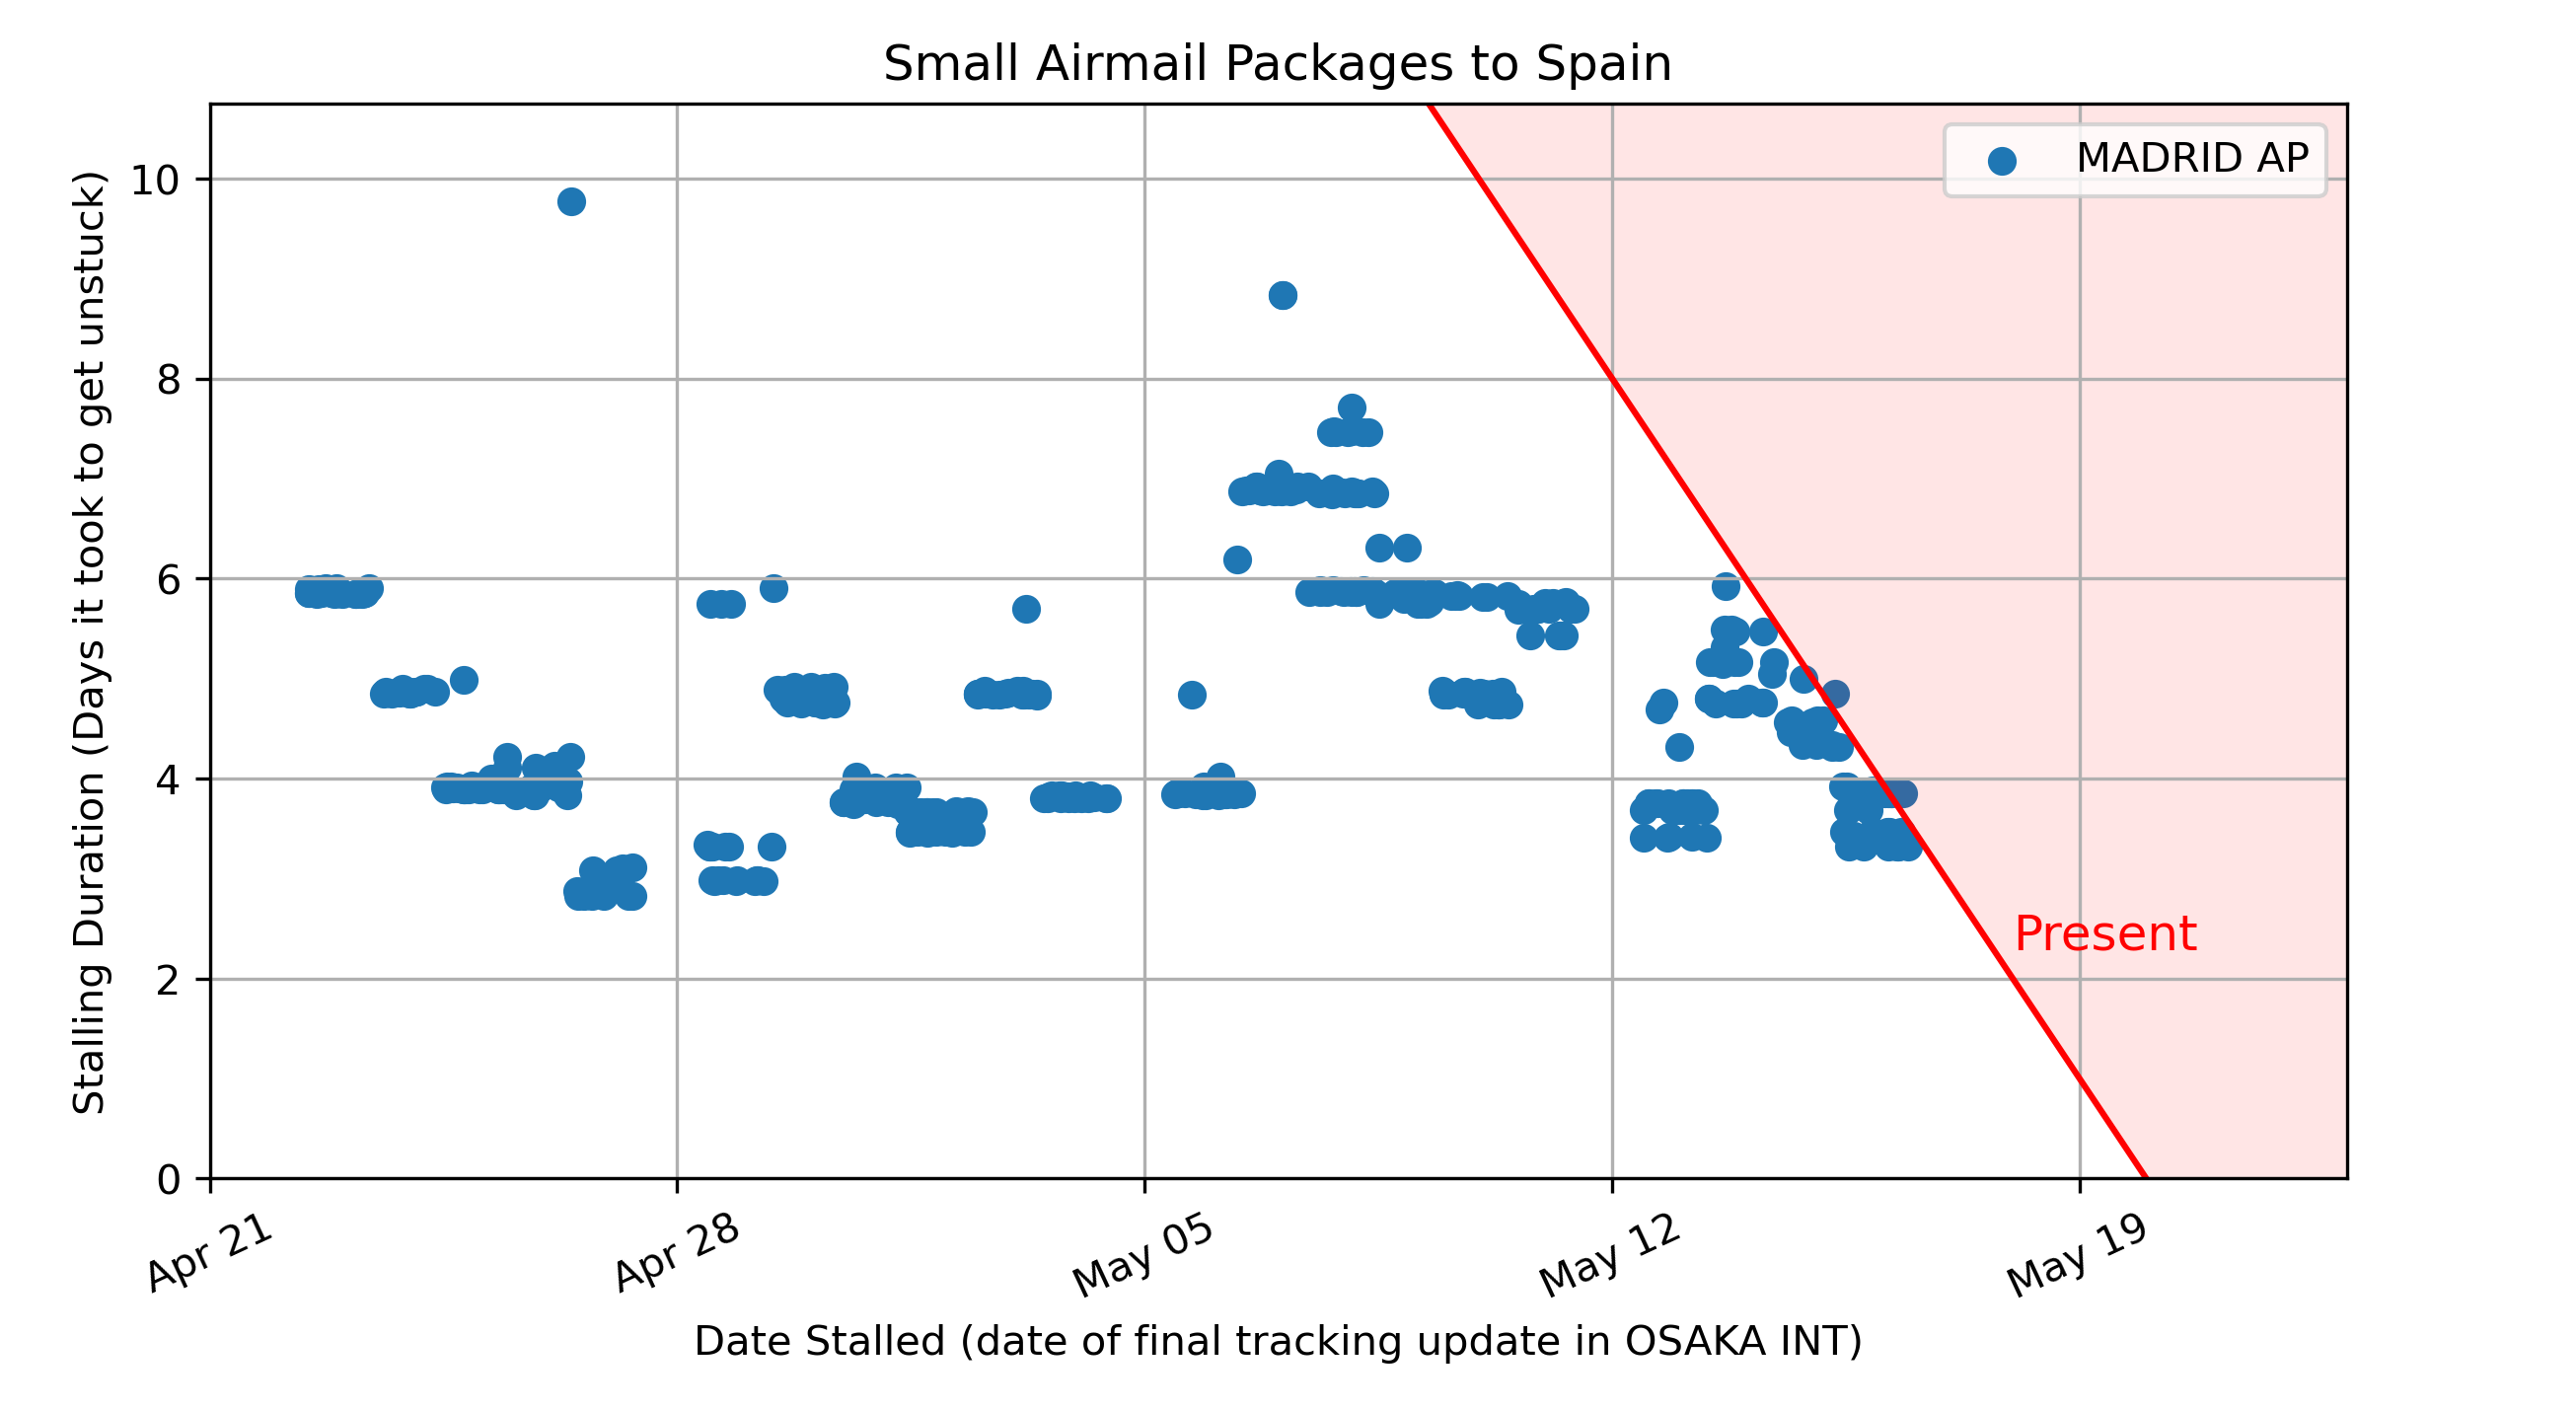 Small Airmail Packages to Spain
MADRID AP
Stalling Duration (Days it took to get unstuck)
10
8
6
4
2
0
Present
Apr 21
Apr 28
May 05
May 12
May 19
Date Stalled (date of final tracking update in OSAKA INT)